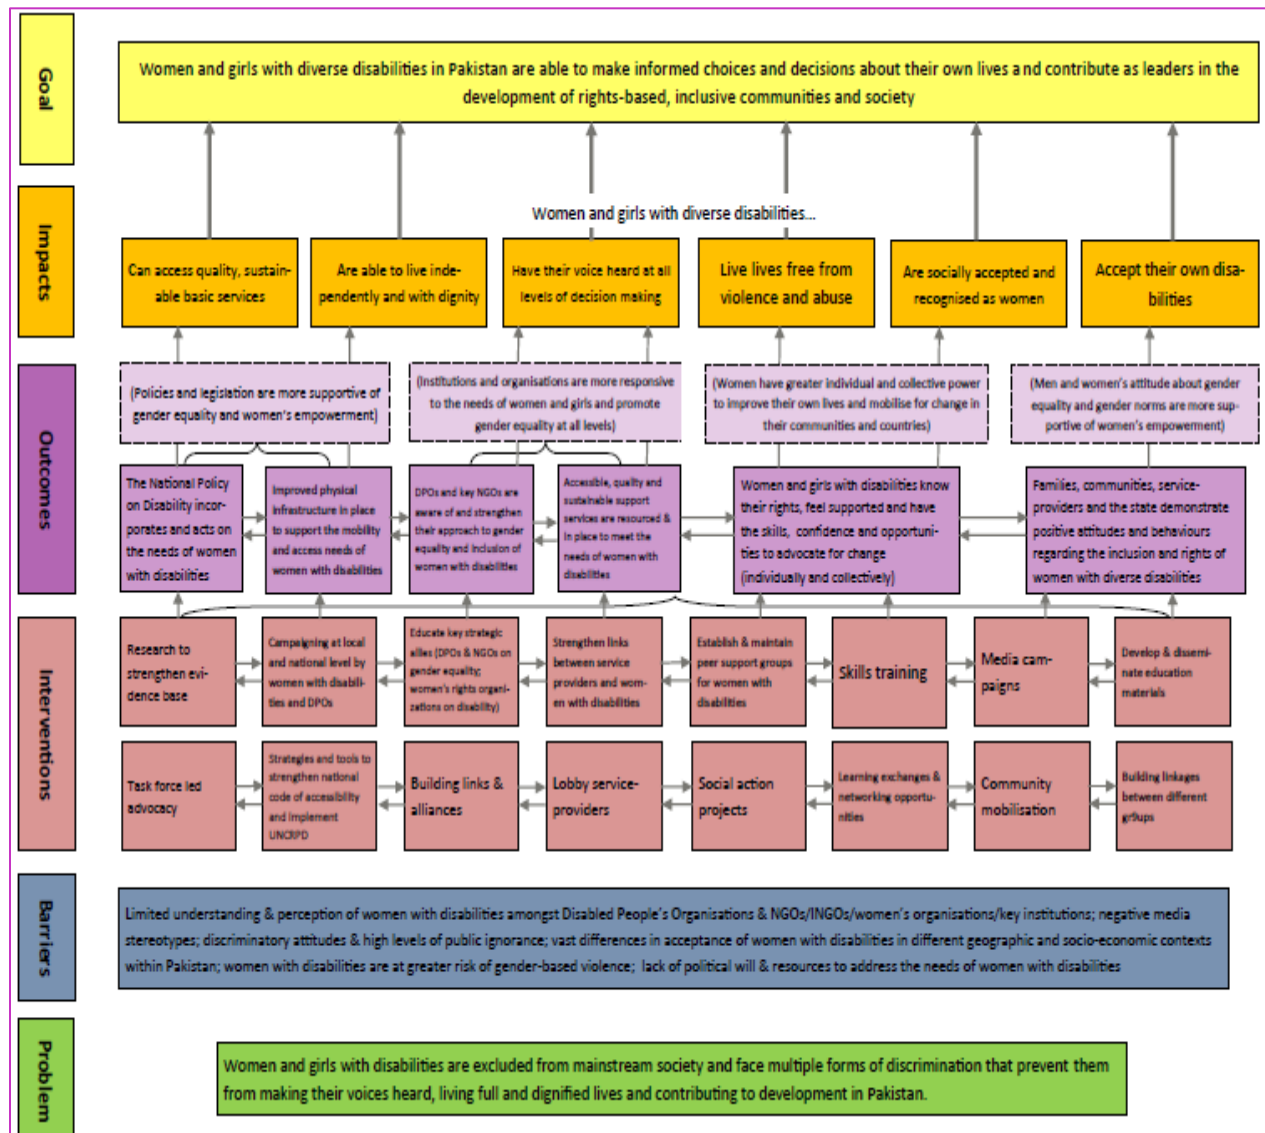 Goal
Women and girls with diverse disabilities in Pakistan are able to make informed choices and decisions about their own lives and contribute as leaders in the
development of rights-based, inclusive communities and society
Impacts
Women and girls with diverse disabilities...
Can access quality, sustain-
able basic services
Are able to live inde-
pendently and with dignity
Have their voice heard at all
levels of decision making
Live lives free from
violence and abuse
Are socially accepted and
recognised as women
Accept their own disa-
bilities
Outcomes
(Policies and legislation are more supportive of
gender equality and women's empowerment)
(Institutions and organisations are more responsive
to the needs of women and girls and promote
gender equality at all levels)
(Women have greater individual and collective power
to improve their own lives and mobilise for change in
their communities and countries)
(Men and women's attitude about gender
equality and gender norms are more sup-
portive of women's empowerment)
The National Policy
on Disability incor-
porates and acts on
the needs of women
with disabilities
Improved physical
infrastructure in place
to support the mobility
and access needs of
women with disabilities
DPOs and key NGOs are
aware of and strengthen
their approach to gender
equality and inclusion of
women with disabilities
Accessible, quality and
sustainable support
services are resourced &
in place to meet the
needs of women with
disabilities
Women and girls with disabilities know
their rights, feel supported and have
the skills, confidence and opportuni-
ties to advocate for change
(individually and collectively)
Families, communities, service-
providers and the state demonstrate
positive attitudes and behaviours
regarding the inclusion and rights of
women with diverse disabilities
Interventions
Research to
strengthen evi-
dence base
Campaigning at local
and national level by
women with disabili-
ties and DPOs
Educate key strategic
allies (DPOs & NGOs on
gender equality;
women's rights organi-
zations on disability)
Strengthen links
between service
providers and wom-
en with disabilities
Establish & maintain
peer support groups
for women with
disabilities
Skills training
Media cam-
paigns
Develop & dissemi-
nate education
materials
Task force led
advocacy
Strategies and tools to
strengthen national
code of accessibility
and implement
UNCRPD
Building links &
alliances
Lobby service-
providers
Social action
projects
Learning exchanges &
networking opportu-
nities
Community
mobilisation
Building linkages
between different
gr9ups
Barriers
Limited understanding & perception of women with disabilities amongst Disabled People's Organisations & NGOs/INGOs/women's organisations/key institutions; negative media
stereotypes; discriminatory attitudes & high levels of public ignorance; vast differences in acceptance of women with disabilities in different geographic and socio-economic contexts
within Pakistan; women with disabilities are at greater risk of gender-based violence; lack of political will & resources to address the needs of women with disabilities
Problem
Women and girls with disabilities are excluded from mainstream society and face multiple forms of discrimination that prevent them
from making their voices heard, living full and dignified lives and contributing to development in Pakistan.